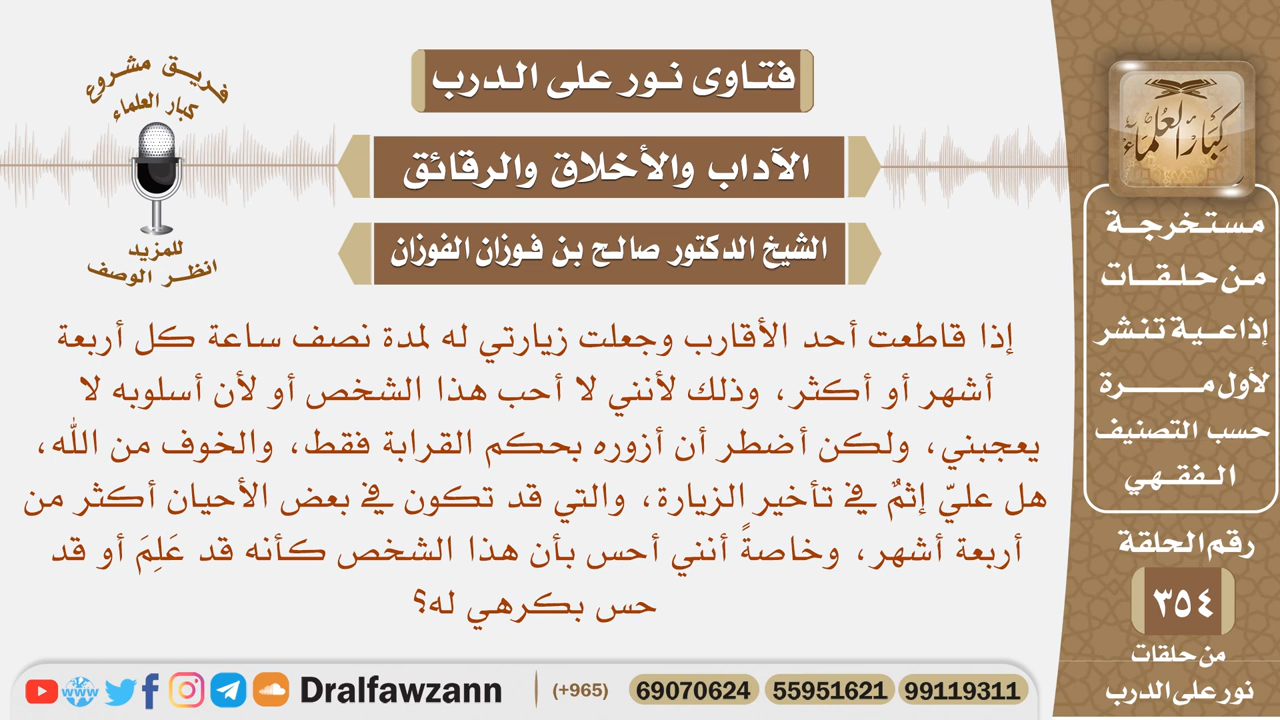 فتاوى نور على الدرب
الآداب والأخلاق والرقائق
الشيخ الدكتور صالح بن فوزان الفوزان
فريق مشروع
كبار العلماء
للمزيد
انظر الوصف
إذا قاطعت أحد الأقارب وجعلت زيارتي له لمدة نصف ساعة كل أربعة
أشهر أو أكثر، وذلك لأنني لا أحب هذا الشخص أو لأن أسلوبه لا
يعجبني، ولكن أضطر أن أزوره بحكم القرابة فقط، والخوف من الله،
هل عليّ إثمٌ في تأخير الزيارة، والتي قد تكون في بعض الأحيان أكثر من
أربعة أشهر، وخاصةً أنني أحس بأن هذا الشخص كأنه قد عَلِمَ أو قد
حس بكرهي له؟
كِبَارُ العُلَمَاء
مستخرجة
من حلقات
إذاعية تنشر
لأول مرة
حسب التصنيف
الفقهي
رقم الحلقة
٣٥٤
من حلقات
نور على الدرب
www Dralfawzann (+965) 69070624 55951621 99119311